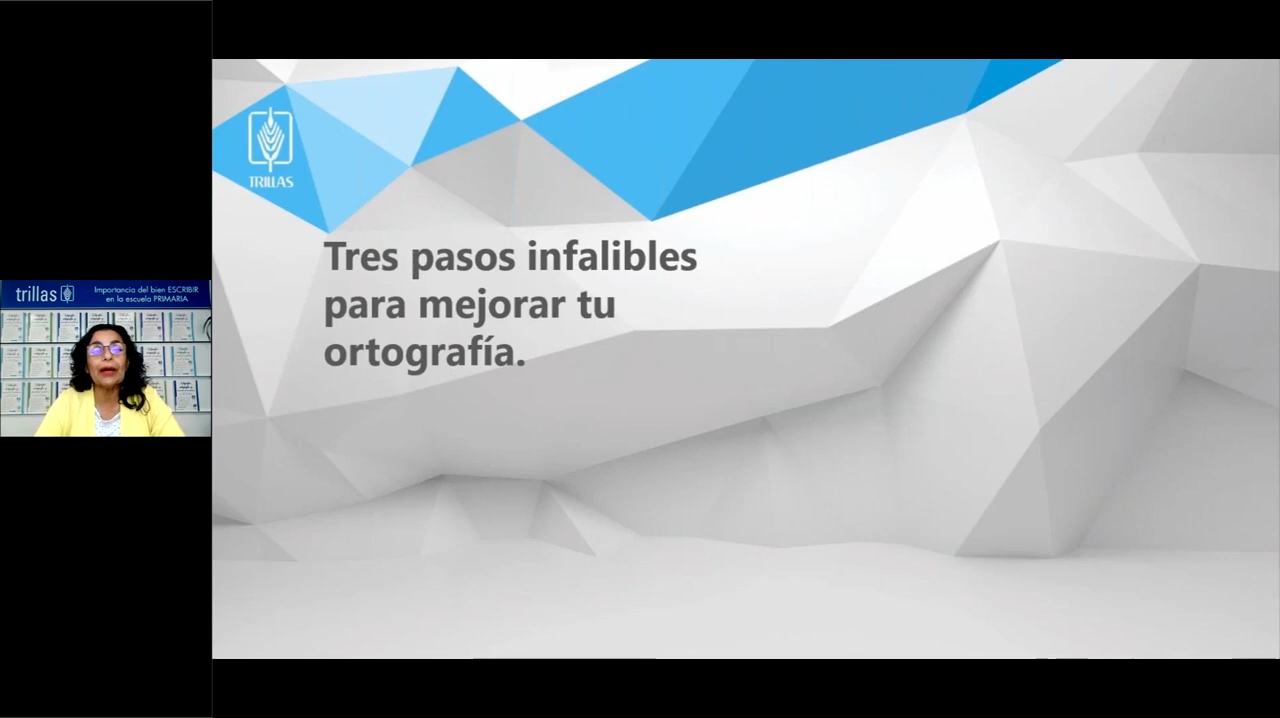 TRILLAS
Tres pasos infalibles
para mejorar tu
ortografía.
trillas
Importancia del bien ESCRIBIR
en la escuela PRIMARIA